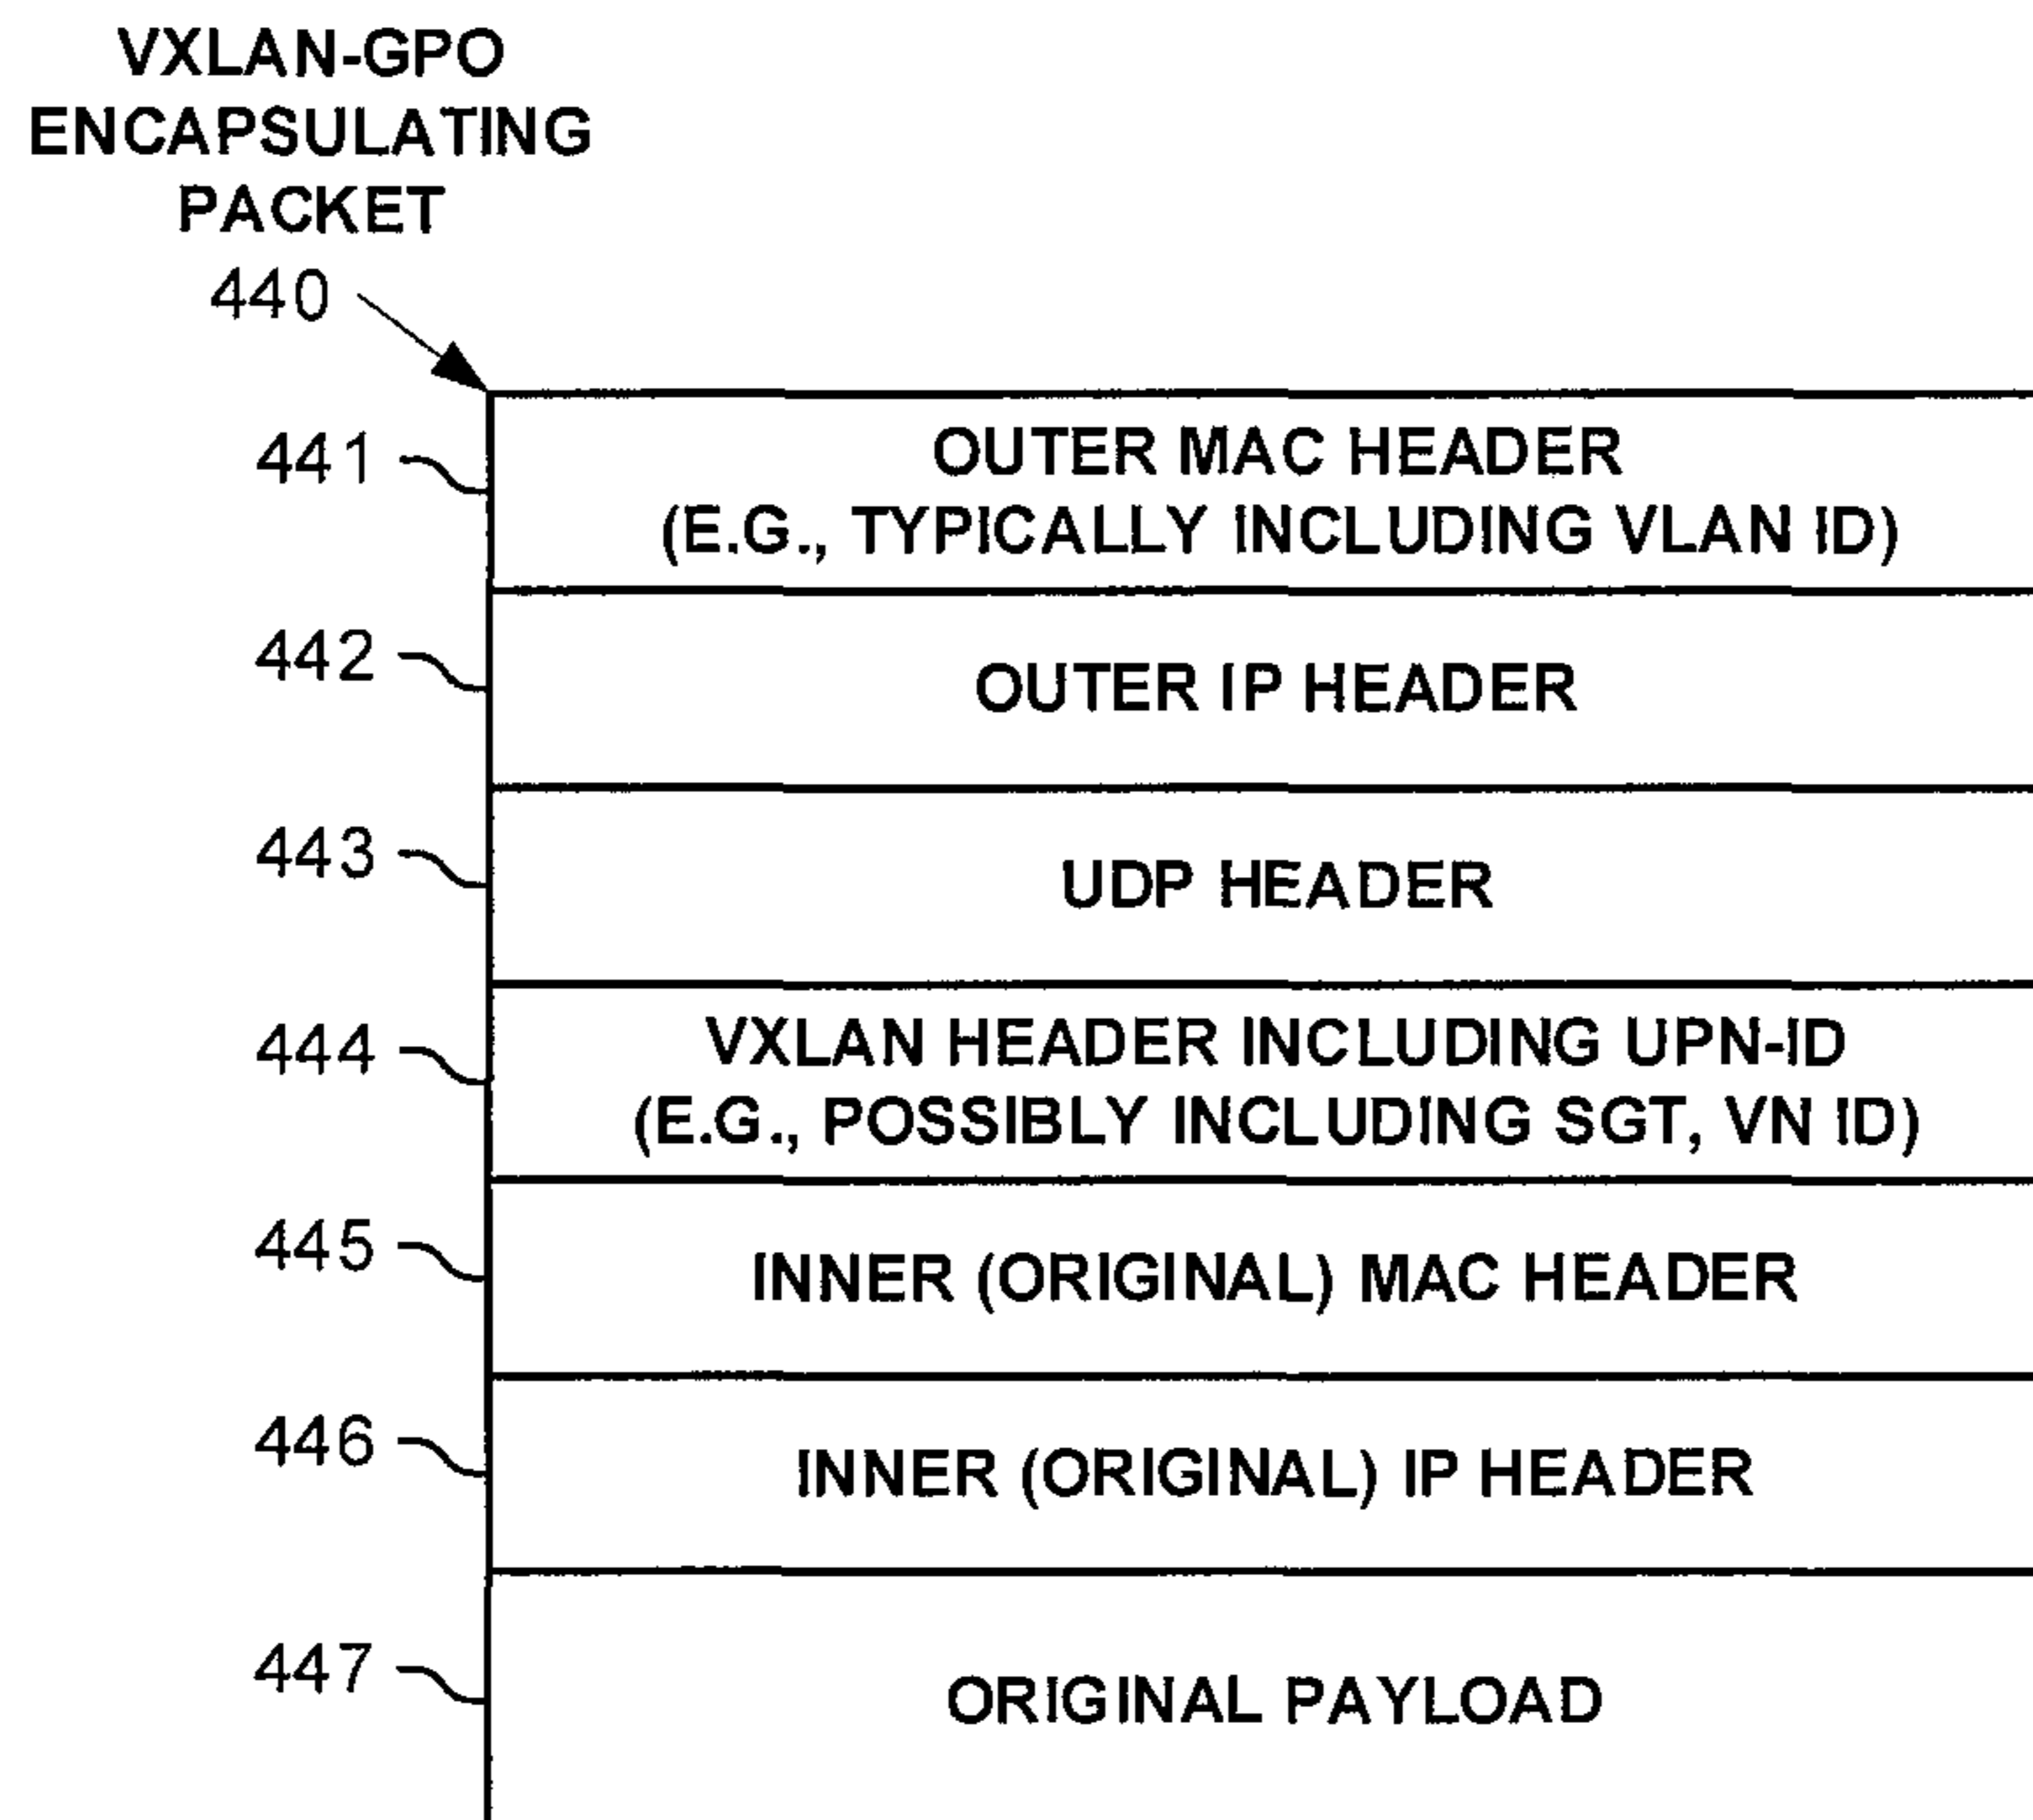 VXLAN-GPO
ENCAPSULATING
PACKET
440
441
OUTER MAC HEADER
(E.G., TYPICALLY INCLUDING VLAN ID)
442
OUTER IP HEADER
443
UDP HEADER
444
VXLAN HEADER INCLUDING UPN-ID
(E.G., POSSIBLY INCLUDING SGT, VN ID)
445
INNER (ORIGINAL) MAC HEADER
446
INNER (ORIGINAL) IP HEADER
447
ORIGINAL PAYLOAD